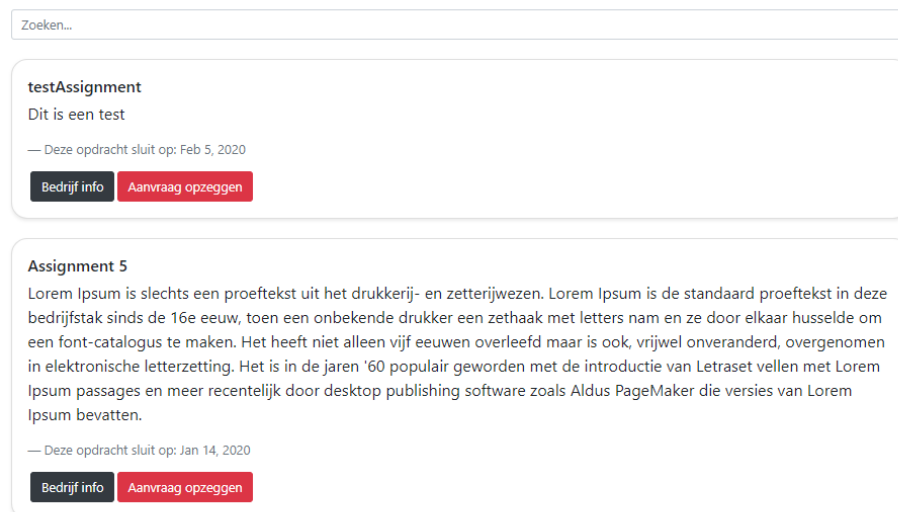 Zoeken...
testAssignment
Dit is een test
— Deze opdracht sluit op: Feb 5, 2020
Bedrijf info Aanvraag opzeggen
Assignment 5
Lorem Ipsum is slechts een proeftekst uit het drukkerij- en zetterijwezen. Lorem Ipsum is de standaard proeftekst in deze
bedrijfstak sinds de 16e eeuw, toen een onbekende drukker een zethaak met letters nam en ze door elkaar husselde om
een font-catalogus te maken. Het heeft niet alleen vijf eeuwen overleefd maar is ook, vrijwel onveranderd, overgenomen
in elektronische letterzetting. Het is in de jaren '60 populair geworden met de introductie van Letraset vellen met Lorem
Ipsum passages en meer recentelijk door desktop publishing software zoals Aldus PageMaker die versies van Lorem
Ipsum bevatten.
— Deze opdracht sluit op: Jan 14, 2020
Bedrijf info Aanvraag opzeggen